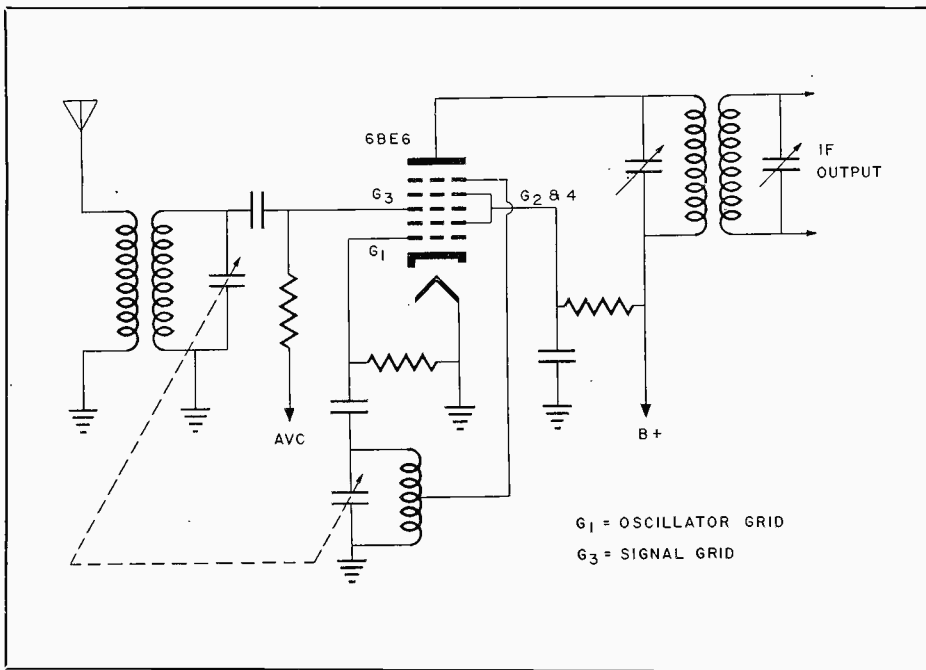 6BE6
G3
G2 & 4
G1
IF
OUTPUT
AVC
B+
G1 = OSCILLATOR GRID
G3 = SIGNAL GRID